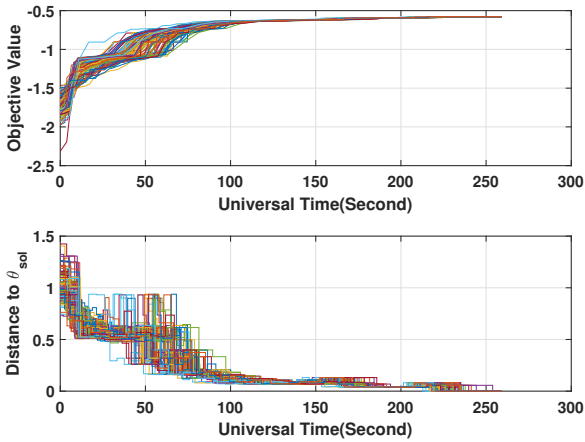 -0.5
-1
-1.5
-2
-2.5
Objective Value
0 50 100 150 200 250 300
Universal Time(Second)
1.5
1
0.5
0
Distance to θ sol
0 50 100 150 200 250 300
Universal Time(Second)